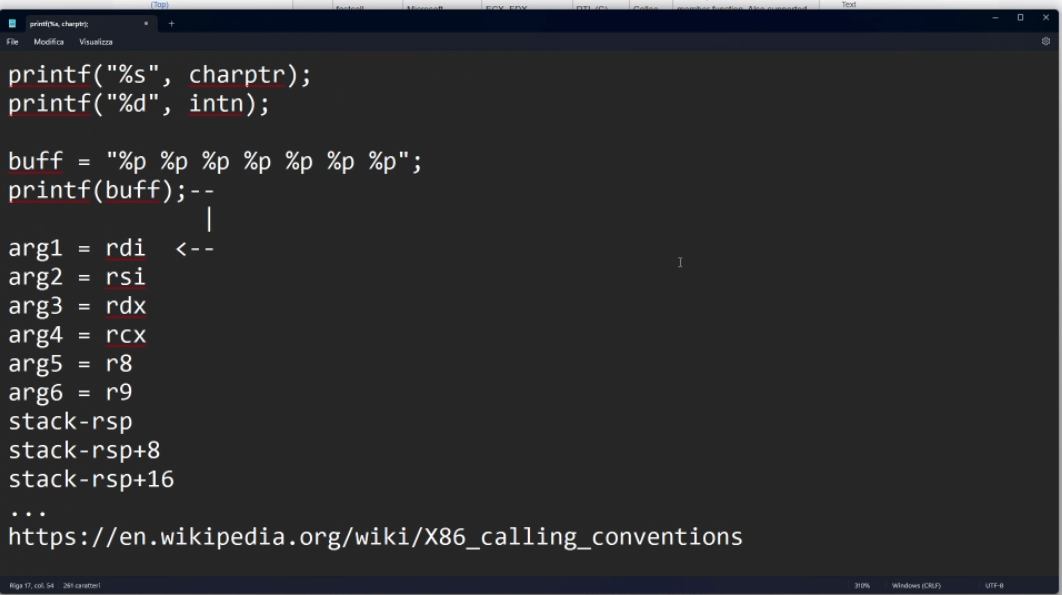 (Top)
Text
printf(%s, charptr);
File Modifica Visualizza
printf("%s", charptr);
printf("%d", intn);
buff = "%p %p %p %p %p %p %p";
printf(buff);--
|
arg1 = rdi <--
arg2 = rsi
arg3 = rdx
arg4 = rcx
arg5 = r8
arg6 = r9
stack-rsp
stack-rsp+8
stack-rsp+16
...
https://en.wikipedia.org/wiki/X86_calling_conventions
Riga 17, col. 54 261 caratteri 310% Windows (CRLF) UTF-8